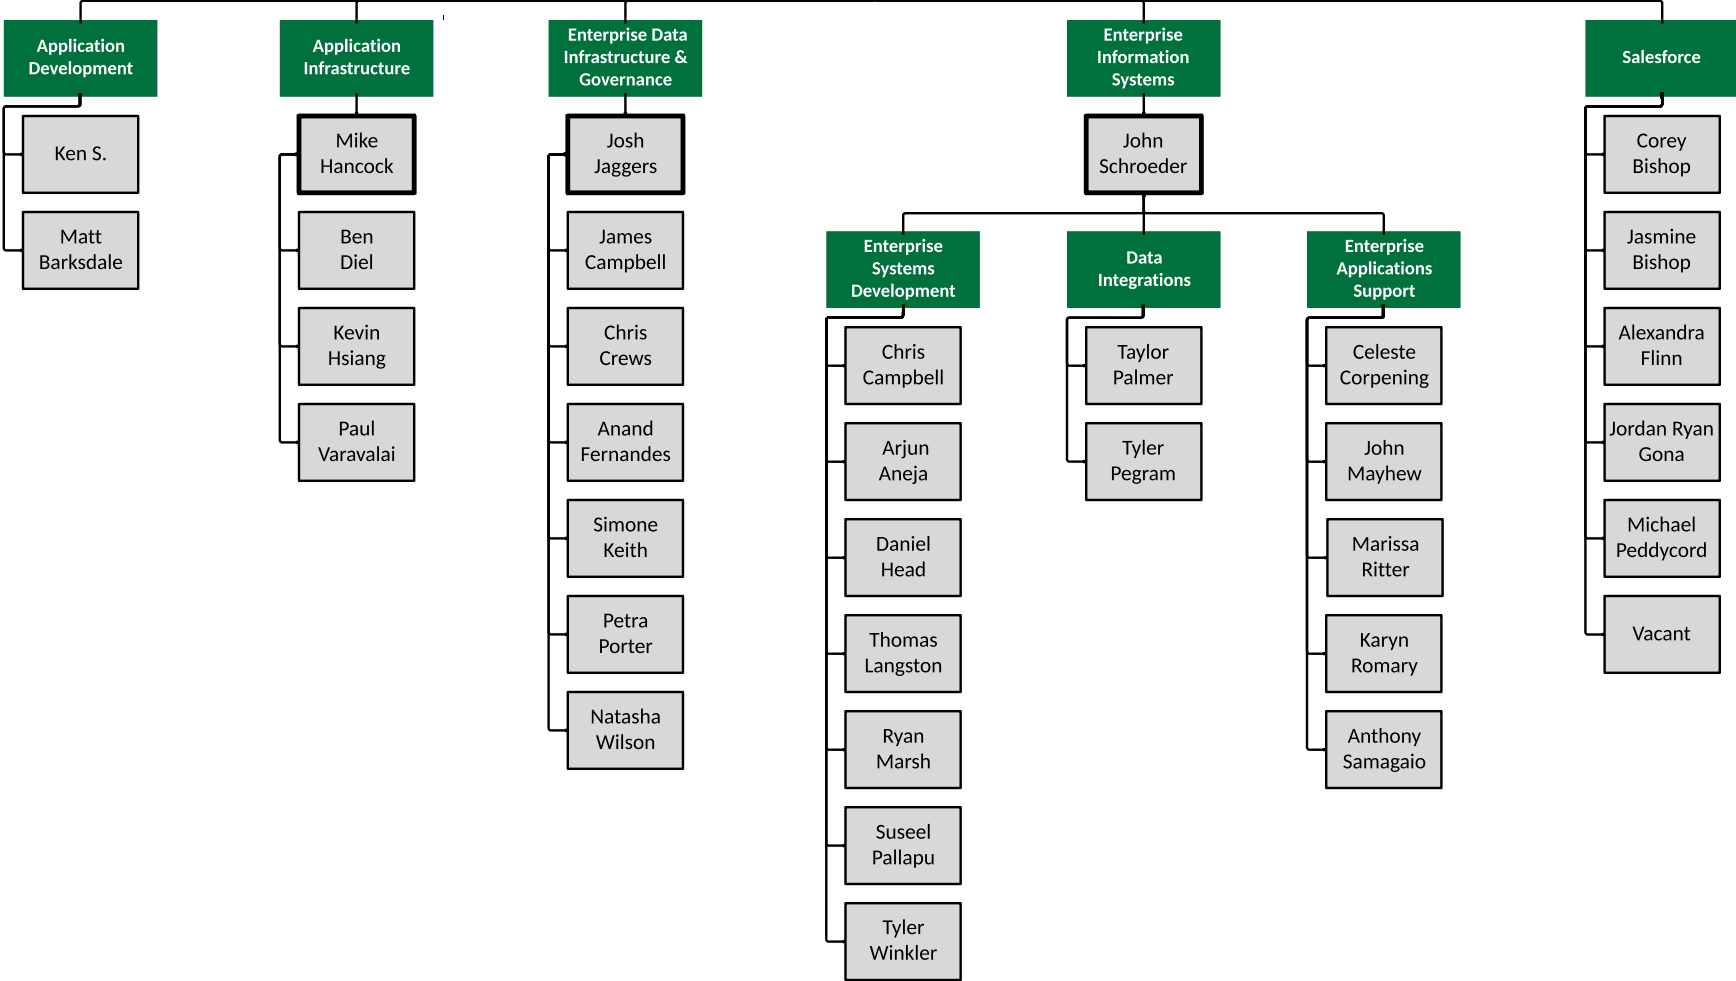 Application
Development
Ken S.
Matt
Barksdale
Application
Infrastructure
Mike
Hancock
Ben
Diel
Kevin
Hsiang
Paul
Varavalai
Enterprise Data
Infrastructure &
Governance
Josh
Jaggers
James
Campbell
Chris
Crews
Anand
Fernandes
Simone
Keith
Petra
Porter
Natasha
Wilson
Enterprise
Information
Systems
John
Schroeder
Enterprise
Systems
Development
Chris
Campbell
Arjun
Aneja
Daniel
Head
Thomas
Langston
Ryan
Marsh
Suseel
Pallapu
Tyler
Winkler
Data
Integrations
Taylor
Palmer
Tyler
Pegram
Enterprise
Applications
Support
Celeste
Corpening
John
Mayhew
Marissa
Ritter
Karyn
Romary
Anthony
Samagaio
Salesforce
Corey
Bishop
Jasmine
Bishop
Alexandra
Flinn
Jordan Ryan
Gona
Michael
Peddycord
Vacant